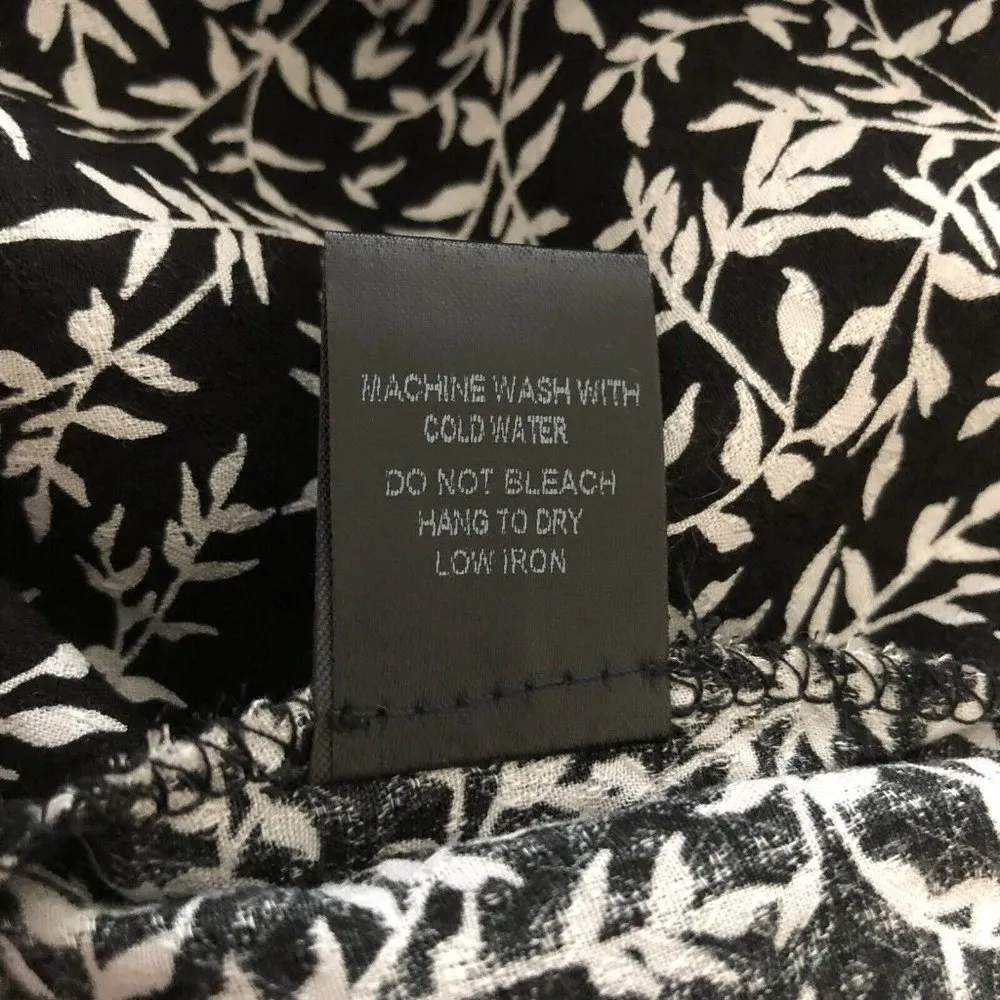 MACHINE WASH WITH
COLD WATER
DO NOT BLEACH
HANG TO DRY
LOW IRON